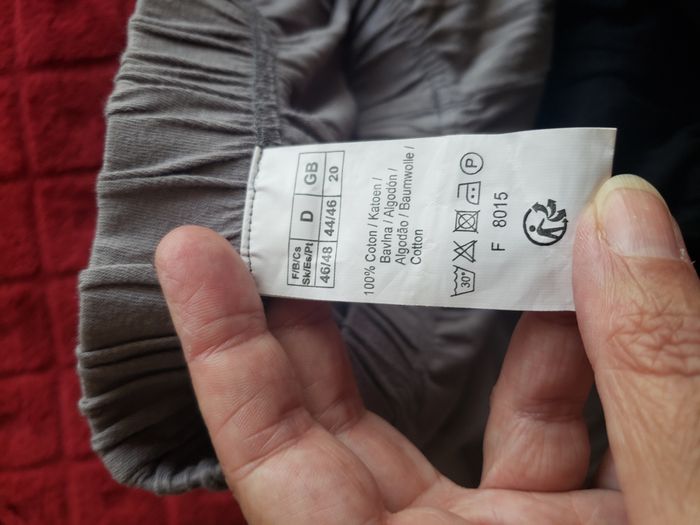 F/B/Cs
Sk/Es/Pt D GB
46/48 44/46 20
100% Coton / Katoen /
Bavlna / Algodón /
Algodão / Baumwolle /
Cotton
30° P
F 8015